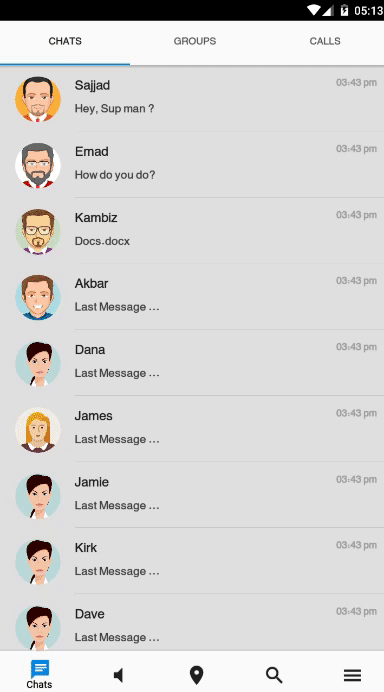 05:13
CHATS GROUPS CALLS
Sajjad 03:43 pm
Hey, Sup man ?
Emad 03:43 pm
How do you do?
Kambiz 03:43 pm
Docs.docx
Akbar 03:43 pm
Last Message ...
Dana 03:43 pm
Last Message ...
James 03:43 pm
Last Message ...
Jamie 03:43 pm
Last Message ...
Kirk 03:43 pm
Last Message ...
Dave 03:43 pm
Last Message ...
Chats